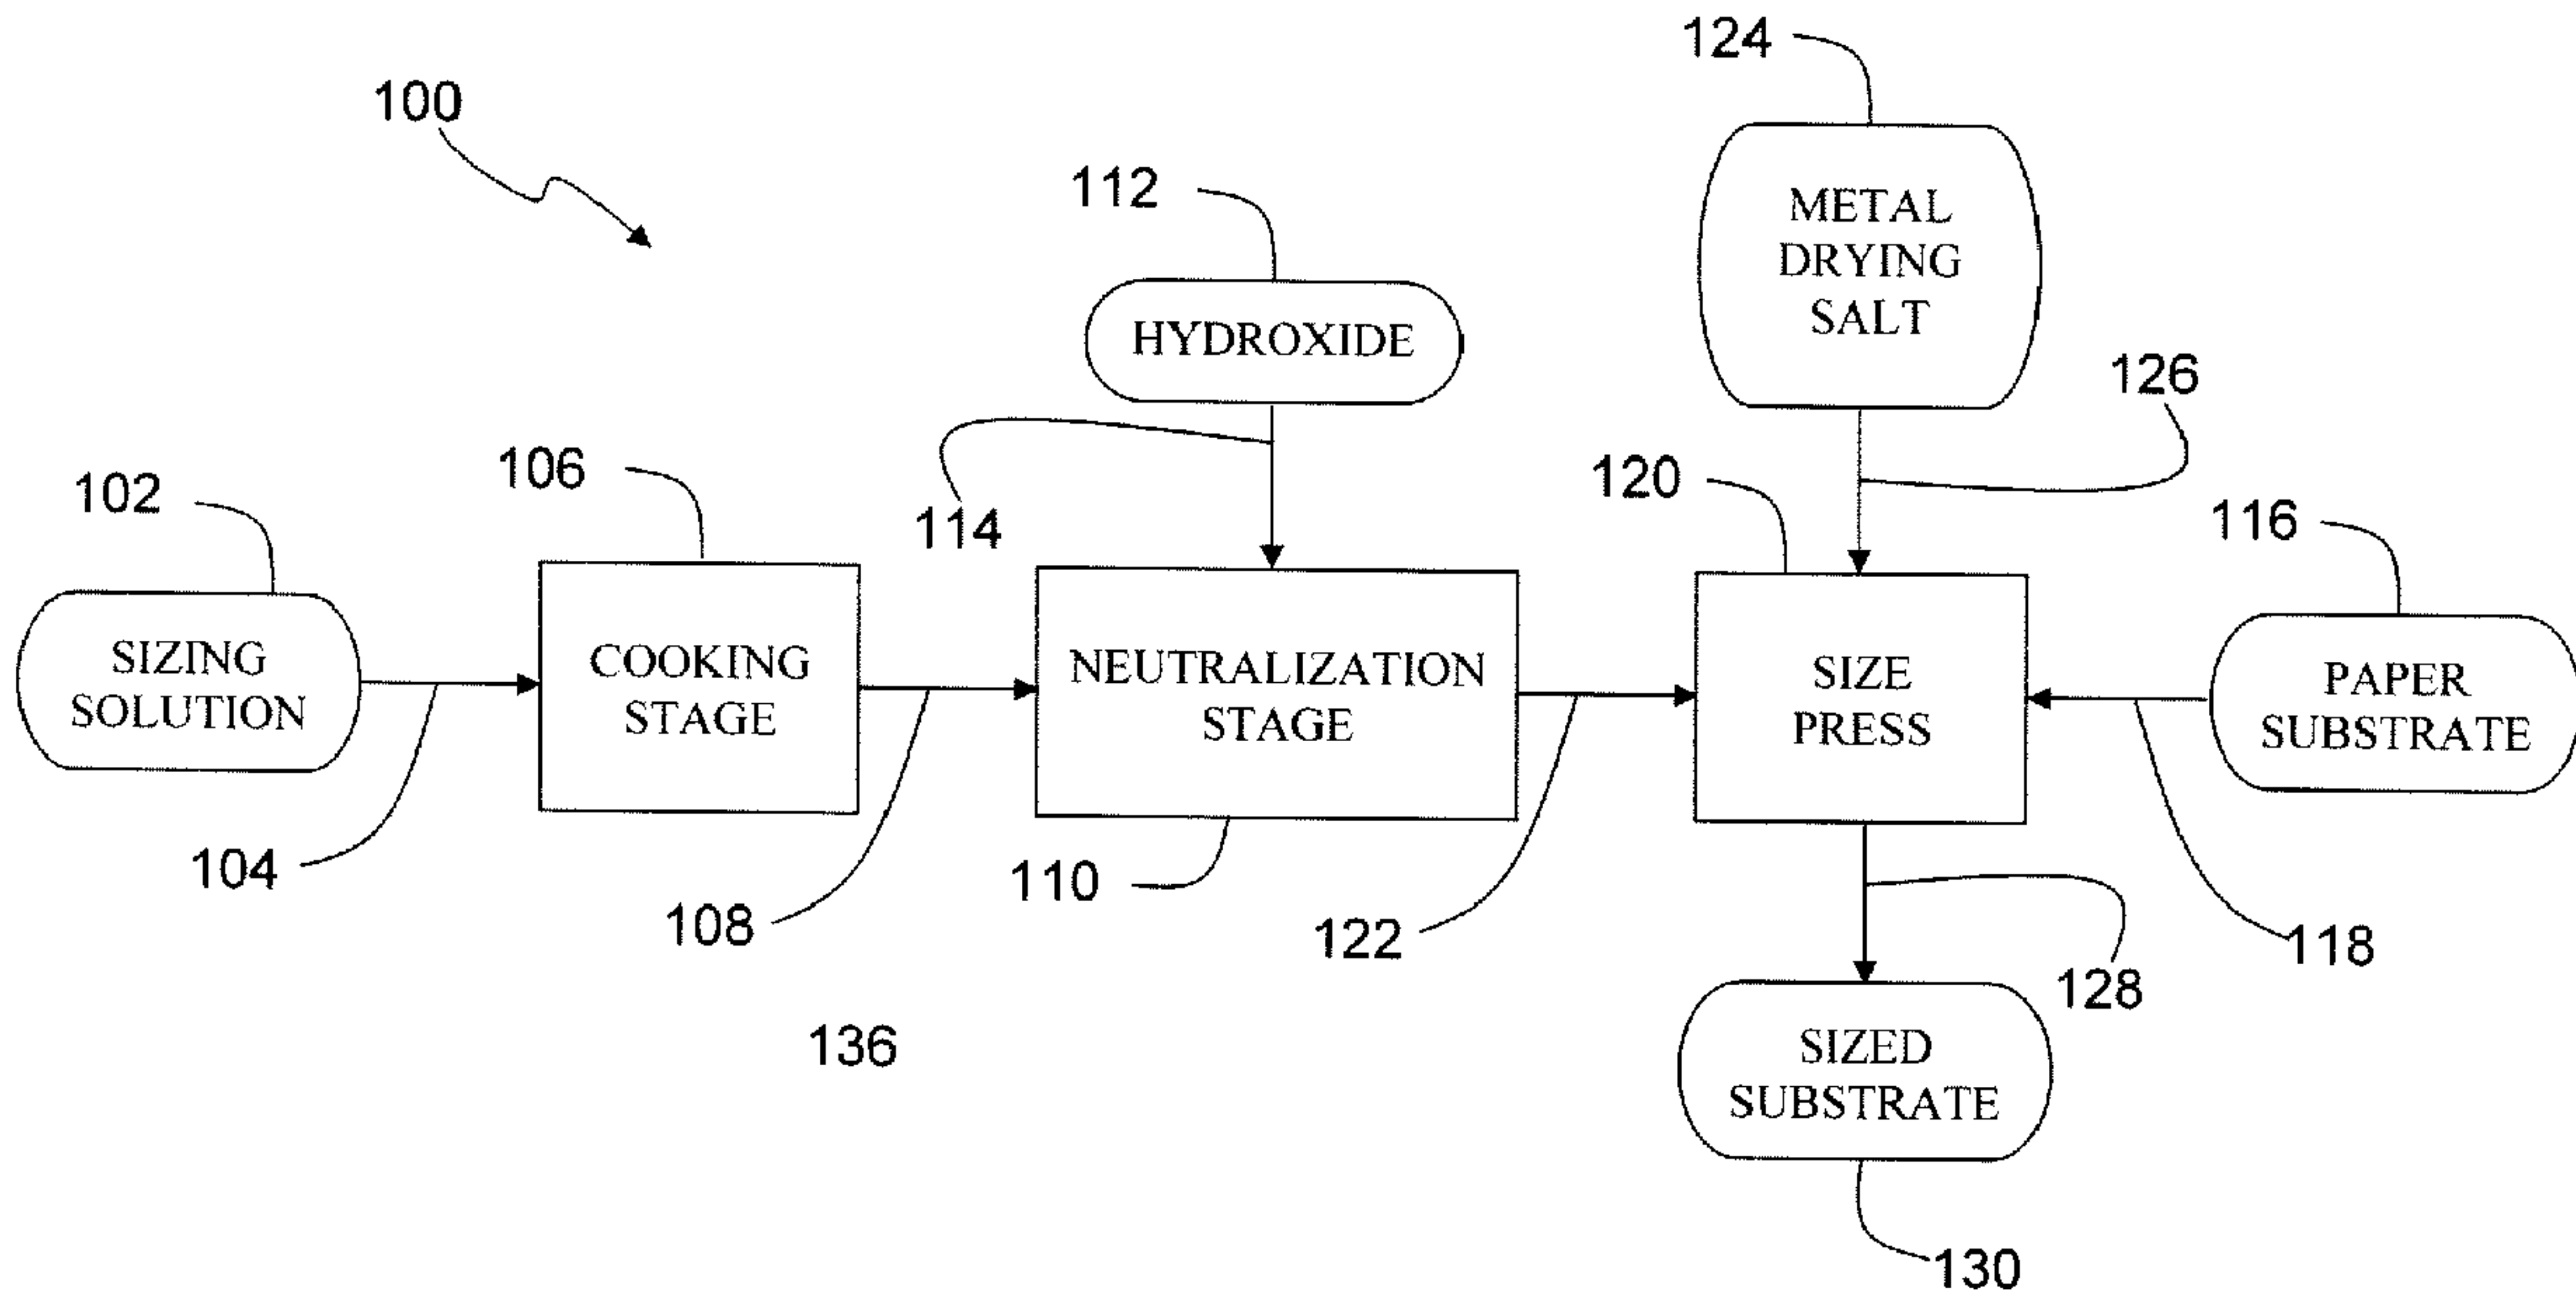 124
100
112
METAL
DRYING
SALT
HYDROXIDE
126
106
120
102
114
116
SIZING
SOLUTION
COOKING
STAGE
NEUTRALIZATION
STAGE
SIZE
PRESS
PAPER
SUBSTRATE
104
110
108
122
118
128
136
SIZED
SUBSTRATE
130